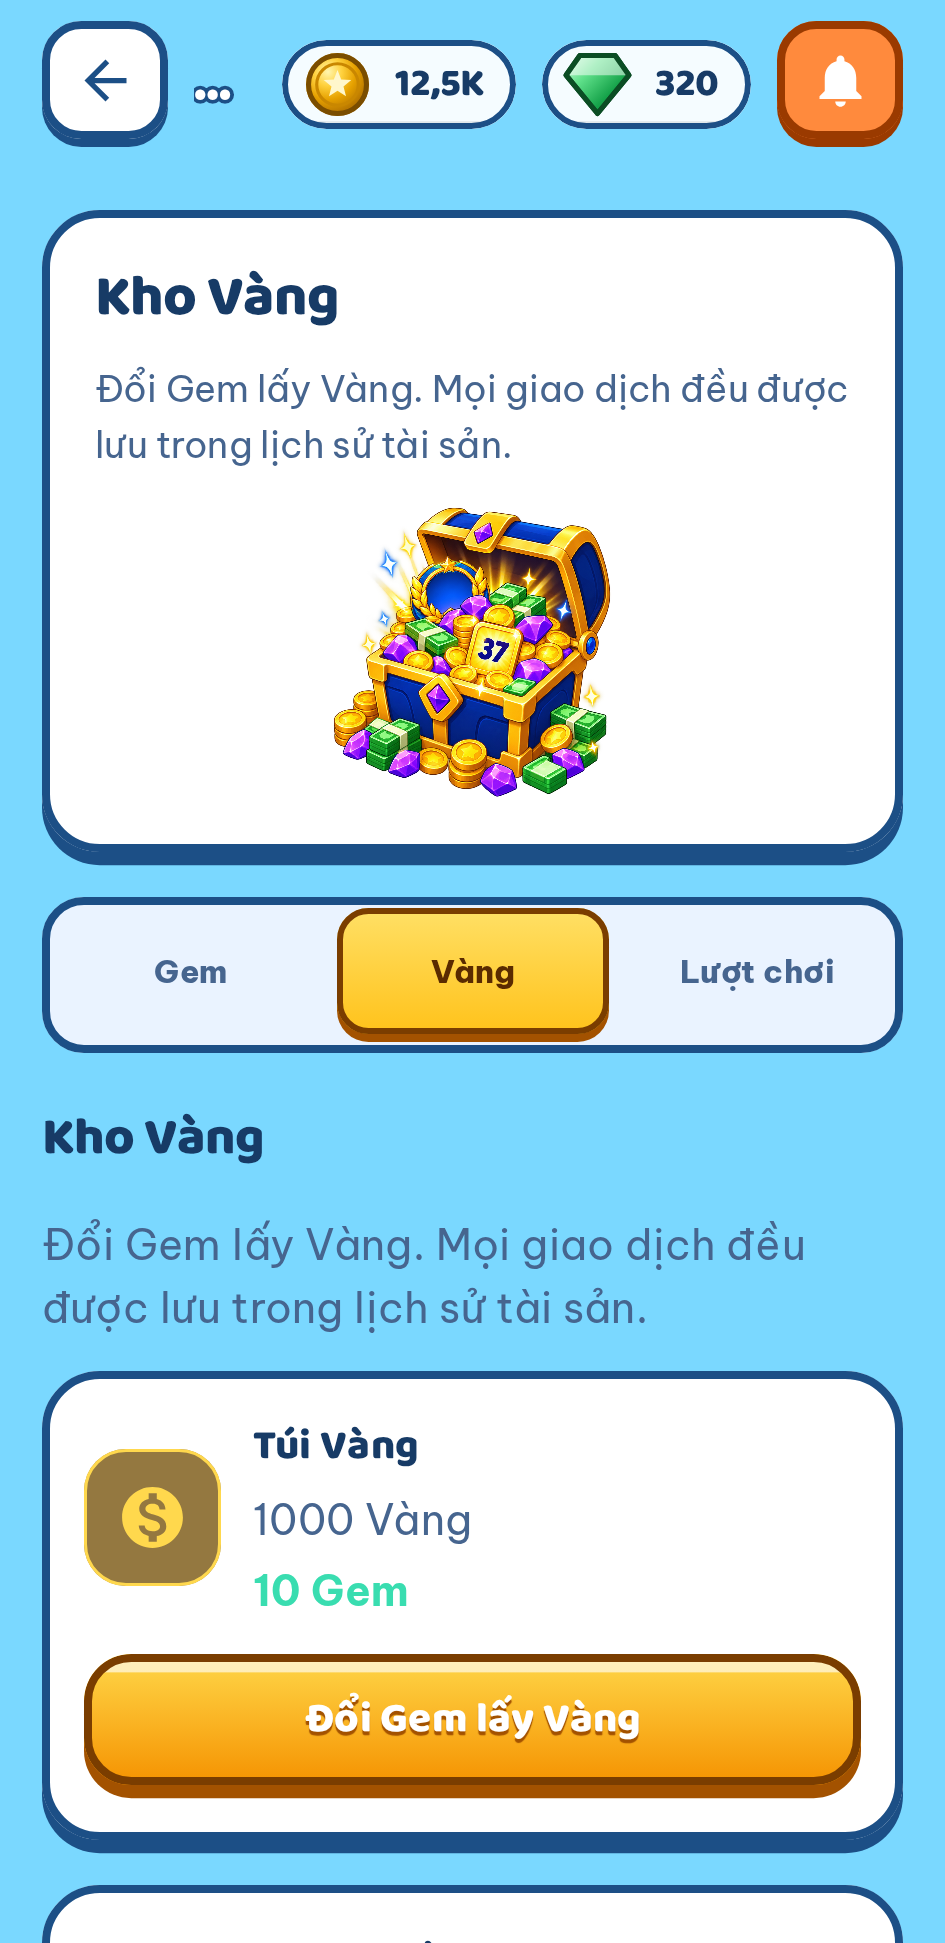 12,5K
320
Kho Vàng
Đổi Gem lấy Vàng. Mọi giao dịch đều được
lưu trong lịch sử tài sản.
37
Gem
Vàng
Lượt chơi
Kho Vàng
Đổi Gem lấy Vàng. Mọi giao dịch đều
được lưu trong lịch sử tài sản.
Túi Vàng
1000 Vàng
10 Gem
Đổi Gem lấy Vàng